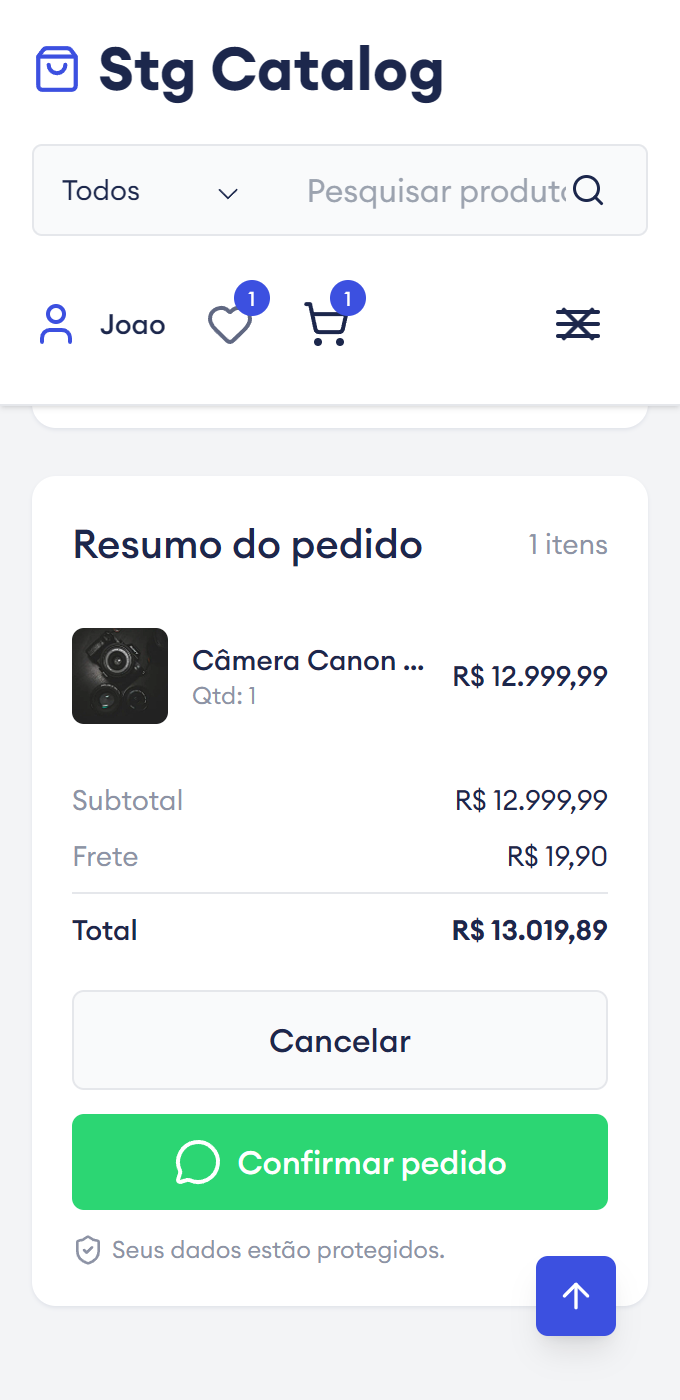 Stg Catalog
Todos
Pesquisar produto
Joao
1
1
Resumo do pedido
1 itens
Câmera Canon ...
Qtd: 1
R$ 12.999,99
Subtotal
R$ 12.999,99
Frete
R$ 19,90
Total
R$ 13.019,89
Cancelar
Confirmar pedido
Seus dados estão protegidos.